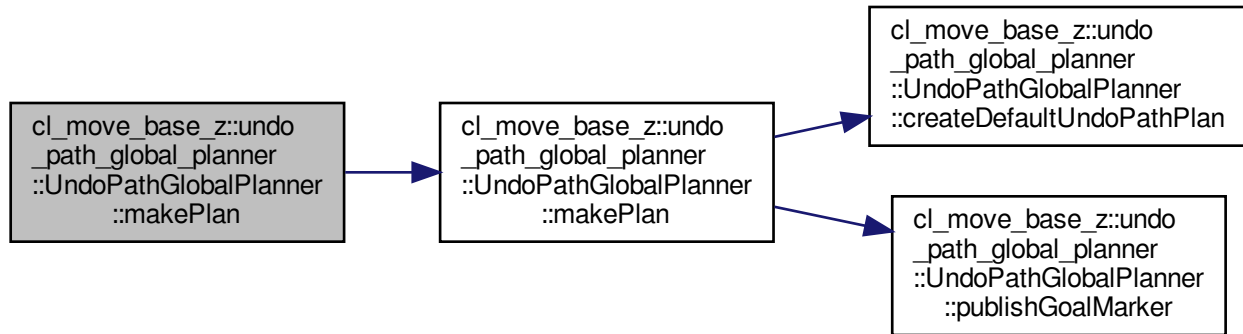 cl_move_base_z::undo
_path_global_planner
::UndoPathGlobalPlanner
::makePlan
cl_move_base_z::undo
_path_global_planner
::UndoPathGlobalPlanner
::makePlan
cl_move_base_z::undo
_path_global_planner
::UndoPathGlobalPlanner
::createDefaultUndoPathPlan
cl_move_base_z::undo
_path_global_planner
::UndoPathGlobalPlanner
::publishGoalMarker